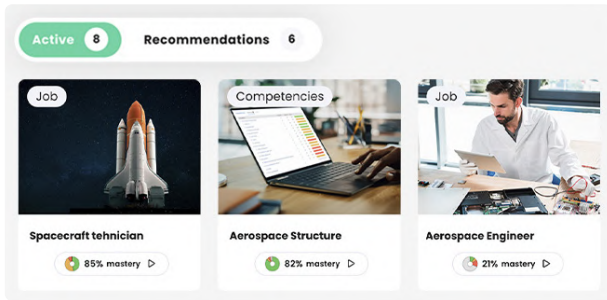 Active 8 Recommendations 6
Job Competencies Job
Spacecraft tehnician Aerospace Structure Aerospace Engineer
85% mastery 82% mastery 21% mastery